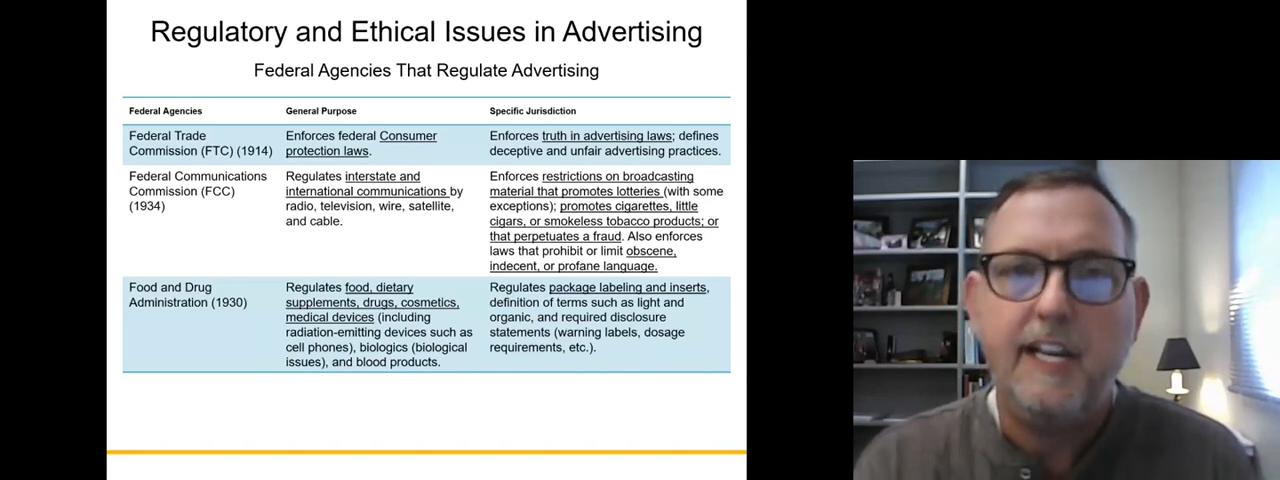 Regulatory and Ethical Issues in Advertising
Federal Agencies That Regulate Advertising
Federal Agencies
General Purpose
Specific Jurisdiction
Federal Trade
Commission (FTC) (1914)
Enforces federal Consumer
protection laws.
Enforces truth in advertising laws; defines
deceptive and unfair advertising practices.
Federal Communications
Commission (FCC)
(1934)
Regulates interstate and
international communications by
radio, television, wire, satellite,
and cable.
Enforces restrictions on broadcasting
material that promotes lotteries (with some
exceptions); promotes cigarettes, little
cigars, or smokeless tobacco products; or
that perpetuates a fraud. Also enforces
laws that prohibit or limit obscene,
indecent, or profane language.
Food and Drug
Administration (1930)
Regulates food, dietary
supplements, drugs, cosmetics,
medical devices (including
radiation-emitting devices such as
cell phones), biologics (biological
issues), and blood products.
Regulates package labeling and inserts,
definition of terms such as light and
organic, and required disclosure
statements (warning labels, dosage
requirements, etc.).